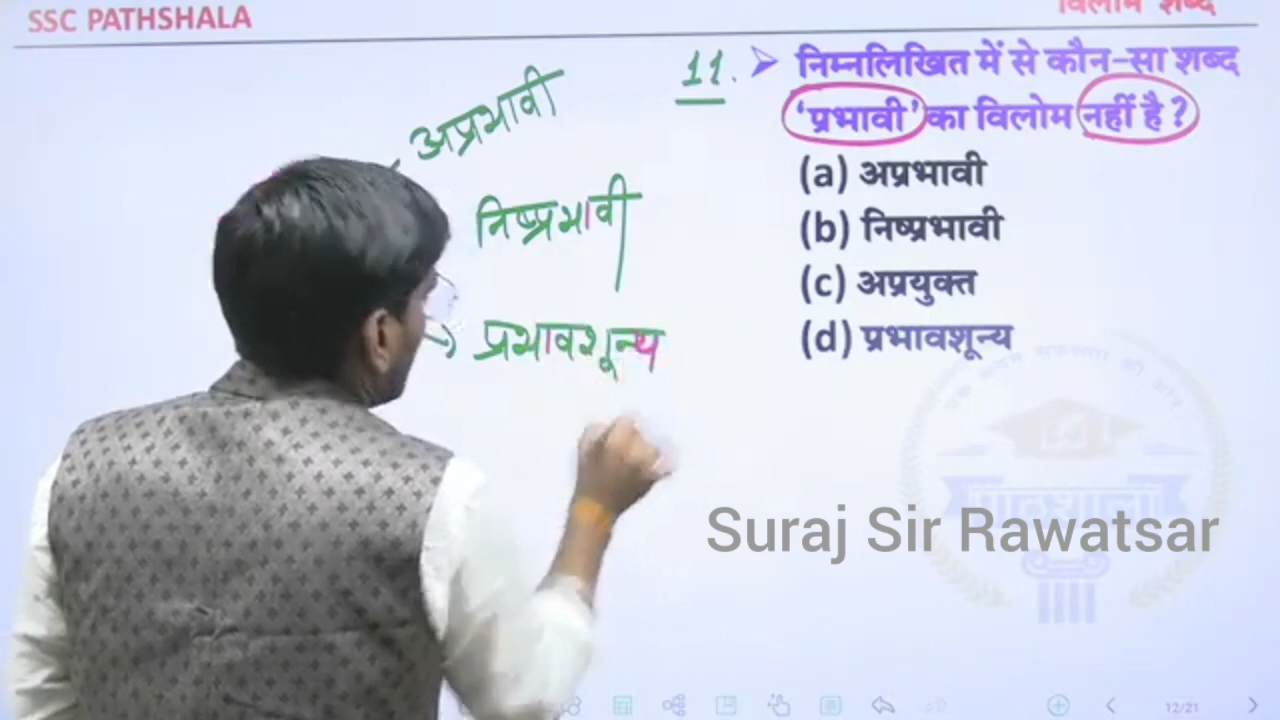 SSC PATHSHALA
विलोम शब्द
11. ➤ निम्नलिखित में से कौन-सा शब्द
'प्रभावी' का विलोम नहीं है ?
(a) अप्रभावी
(b) निष्प्रभावी
(c) अप्रयुक्त
(d) प्रभावशून्य
अप्रभावी
निष्प्रभावी
प्रभावशून्य
पाठशाला
Suraj Sir Rawatsar
12/21